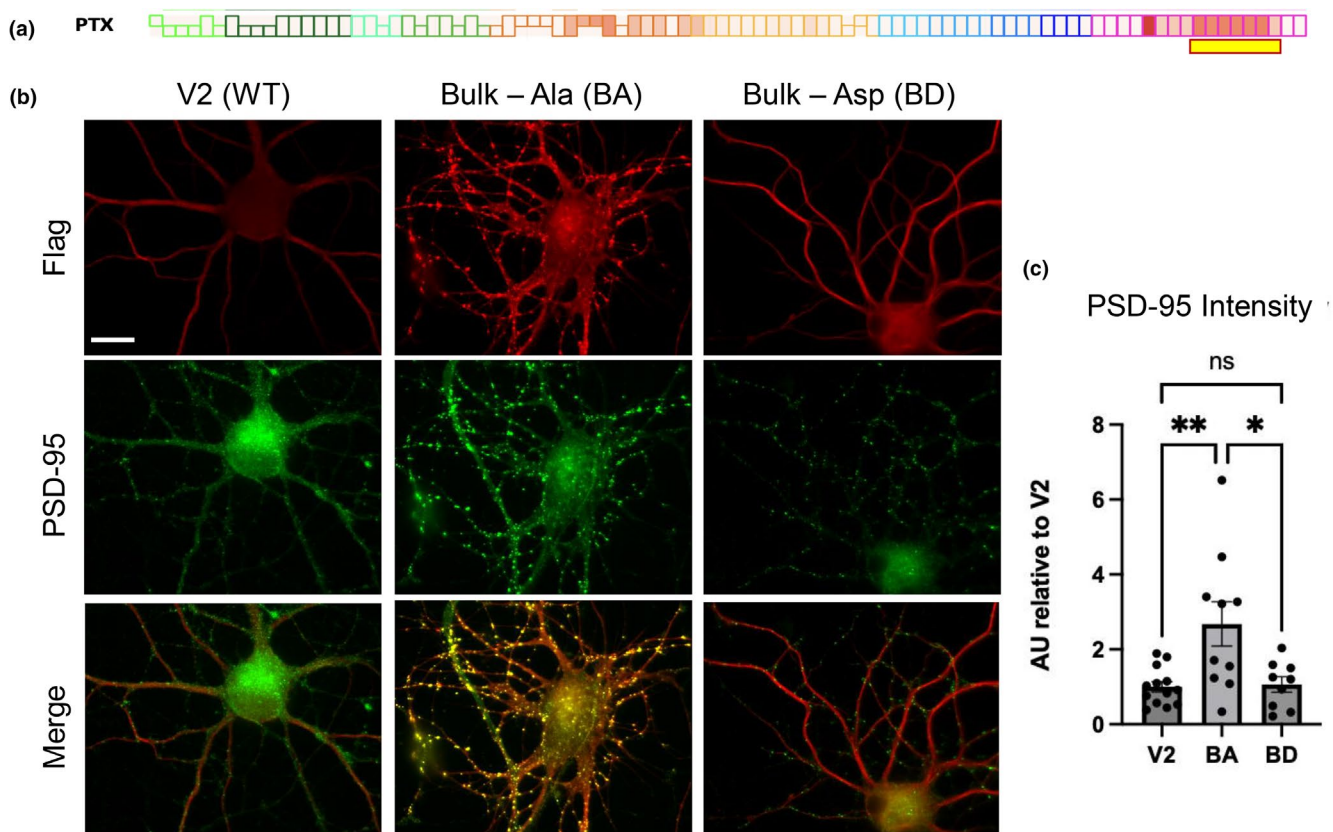 (a) PTX
(b) V2 (WT) Bulk – Ala (BA) Bulk – Asp (BD)
Flag
PSD-95
Merge
(c)
PSD-95 Intensity
ns
** *
AU relative to V2
8
6
4
2
0
V2 BA BD